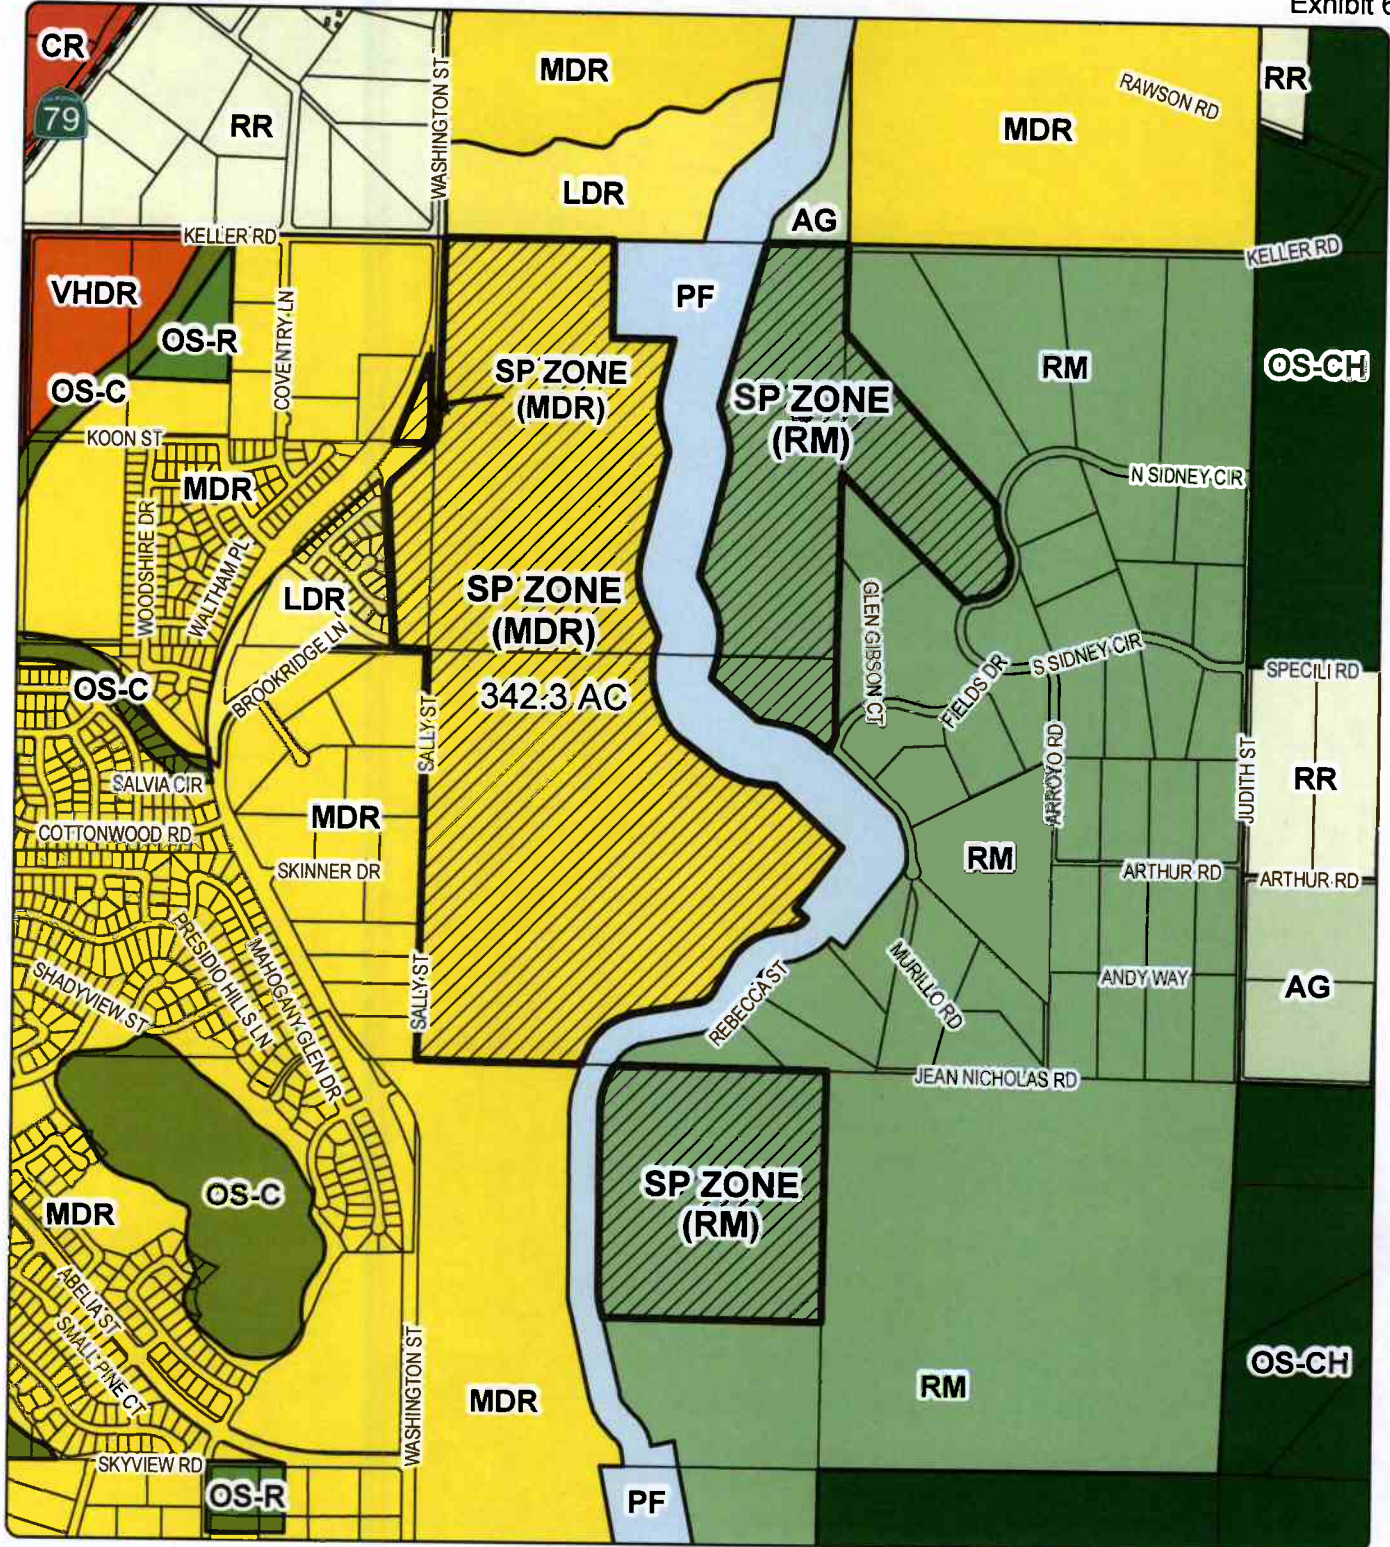 Exhibit 6
CR
79
RR
WASHINGTON ST
MDR
LDR
AG
MDR
RAWSON RD
RR
KELLER RD
KELLER RD
VHDR
OS-R
OS-C
COVENTRY LN
KOON ST
PF
SP ZONE
(MDR)
SP ZONE
(RM)
RM
OS-CH
N SIDNEY CIR
MDR
WOODSHIRE DR
WALTHAM PL
LDR
BROOKRIDGE LN
SP ZONE
(MDR)
342.3 AC
GLEN GIBSON CT
FIELDS DR
S SIDNEY CIR
SPECILI RD
OS-C
SALLY ST
SALVIA CIR
COTTONWOOD RD
MDR
SKINNER DR
ARROYO RD
JUDITH ST
RR
RM
ARTHUR RD
ARTHUR RD
PRESIDIO HILLS LN
MAHOGANY GLEN DR
SHADYVIEW ST
SALLY ST
REBECCA ST
MURILLO RD
ANDY WAY
AG
JEAN NICHOLAS RD
OS-C
MDR
SP ZONE
(RM)
ABELIA ST
SMALL PINE CT
WASHINGTON ST
MDR
RM
OS-CH
SKYVIEW RD
OS-R
PF